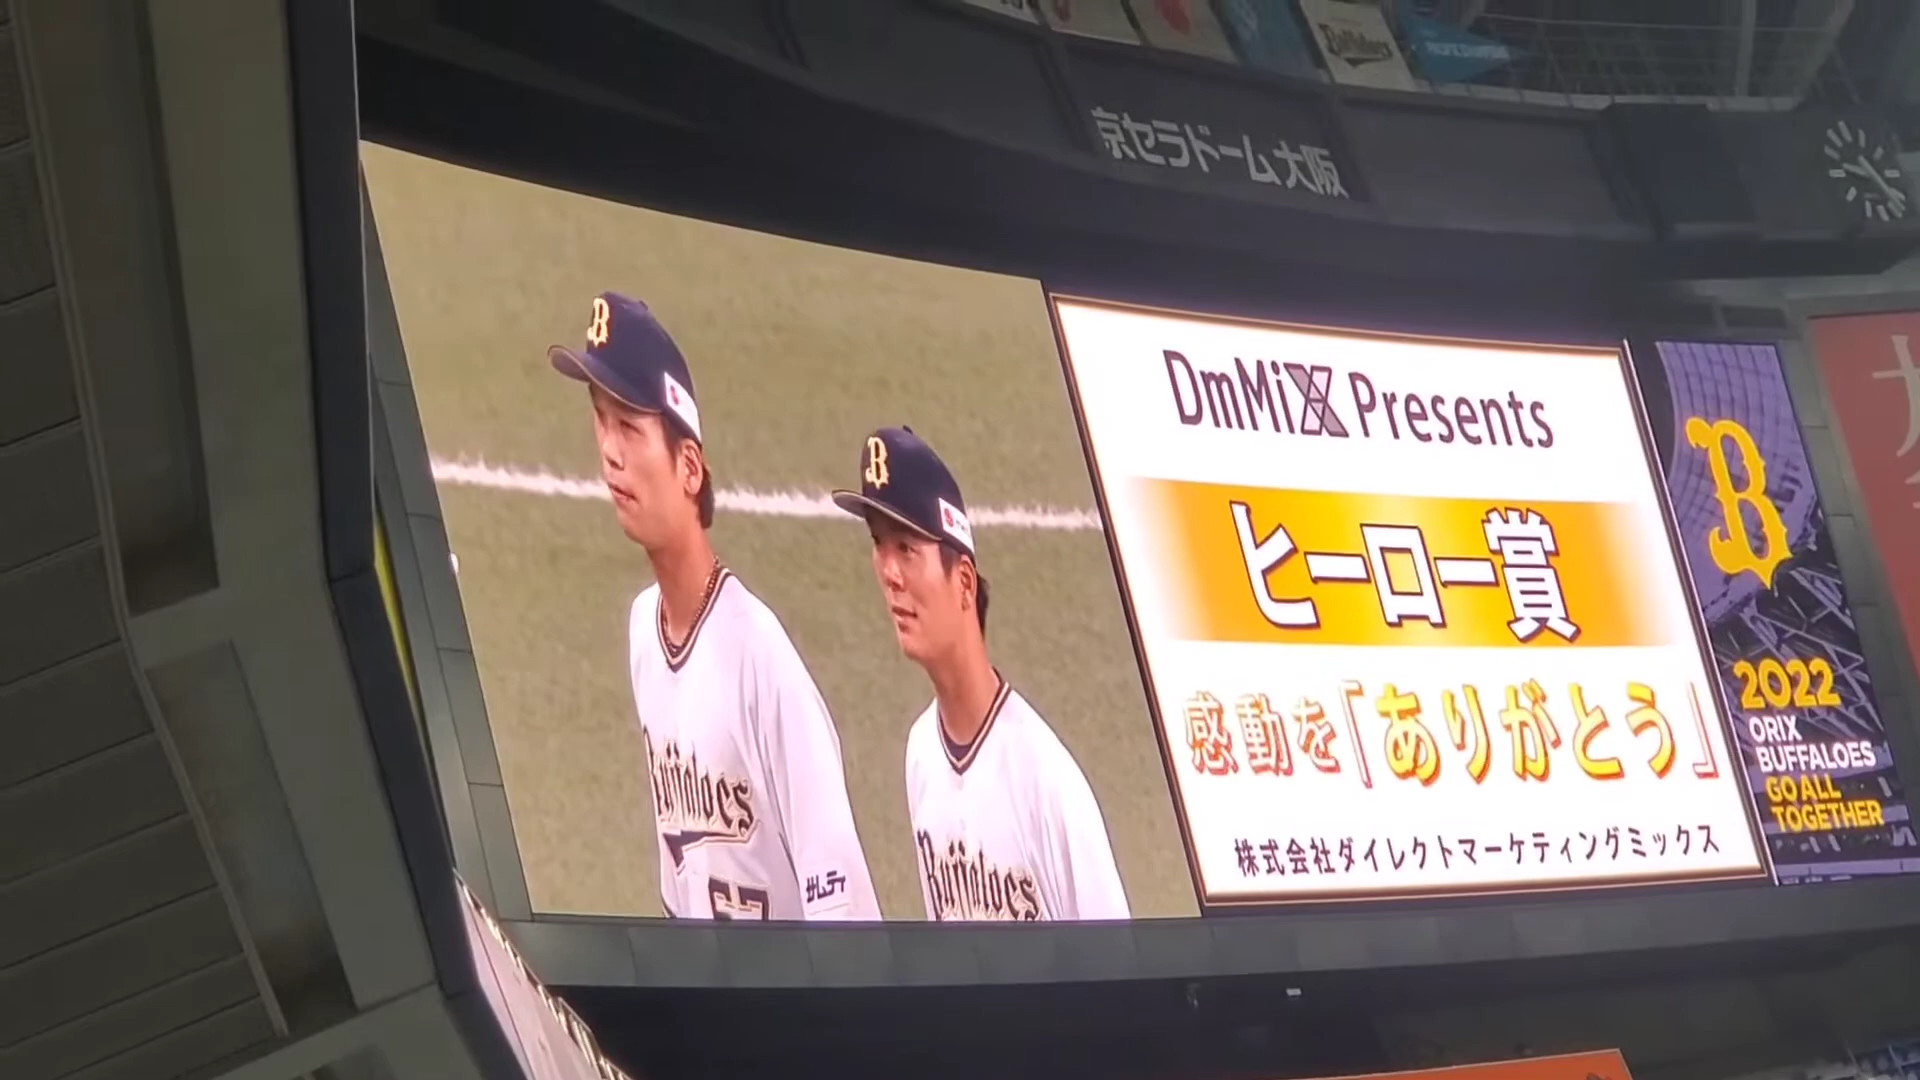 Buffaloes
京セラドーム大阪
B
B
Buffaloes
67
Buffaloes
DmMiX Presents
ヒーロー賞
感動を「ありがとう」
株式会社ダイレクトマーケティングミックス
B
2022
ORIX
BUFFALOES
GO ALL
TOGETHER